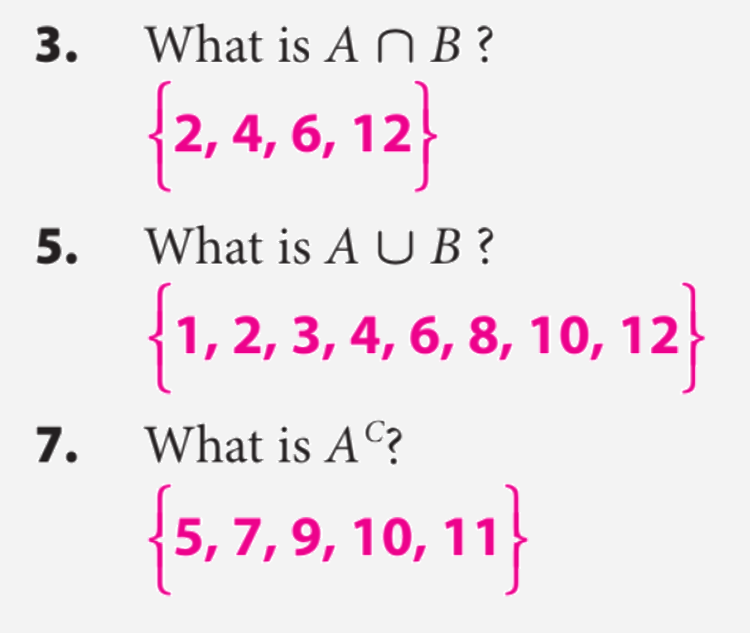 3. What is A ∩ B ?
{2, 4, 6, 12}
5. What is A ∪ B ?
{1, 2, 3, 4, 6, 8, 10, 12}
7. What is Aᶜ?
{5, 7, 9, 10, 11}